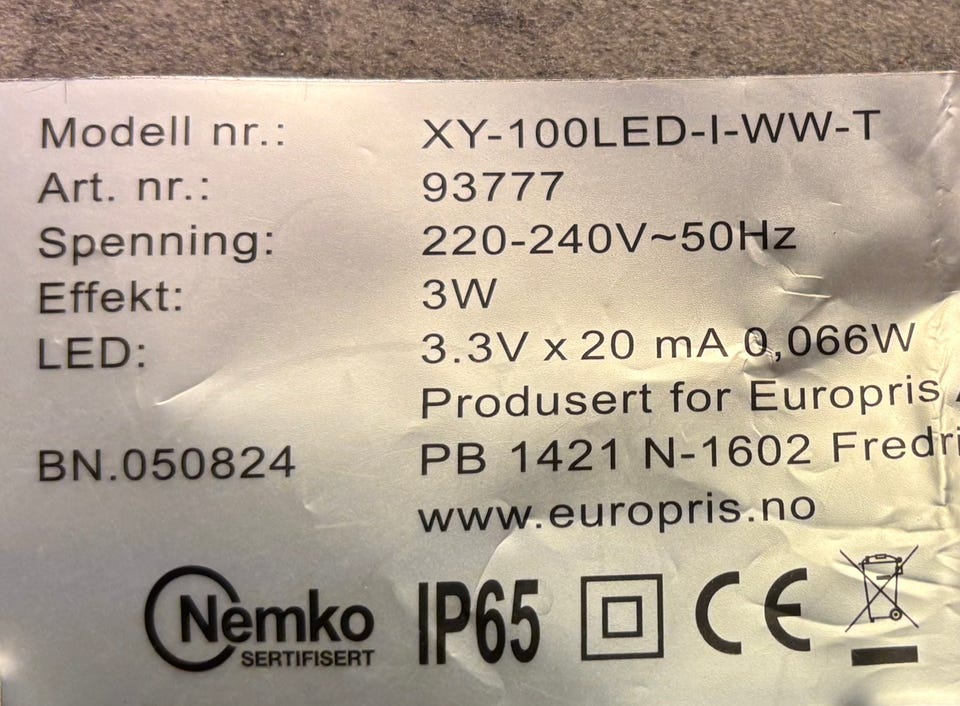 Modell nr.: XY-100LED-I-WW-T
Art. nr.: 93777
Spenning: 220-240V~50Hz
Effekt: 3W
LED: 3.3V x 20 mA 0,066W
Produsert for Europris
BN.050824 PB 1421 N-1602 Fredri
www.europris.no
Nemko IP65 CE
SERTIFISERT